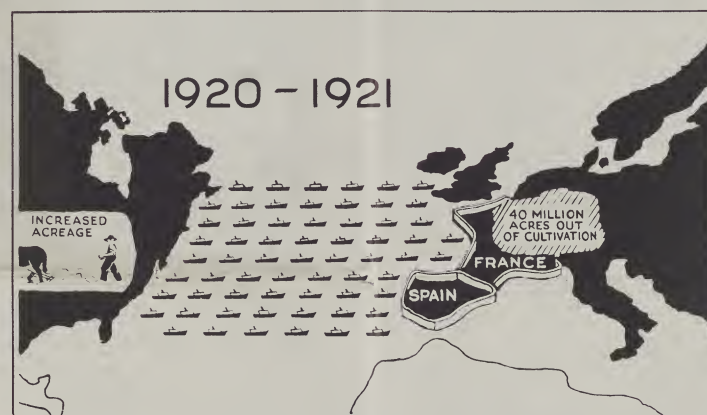 1920 – 1921
INCREASED
ACREAGE
40 MILLION
ACRES OUT
OF CULTIVATION
FRANCE
SPAIN